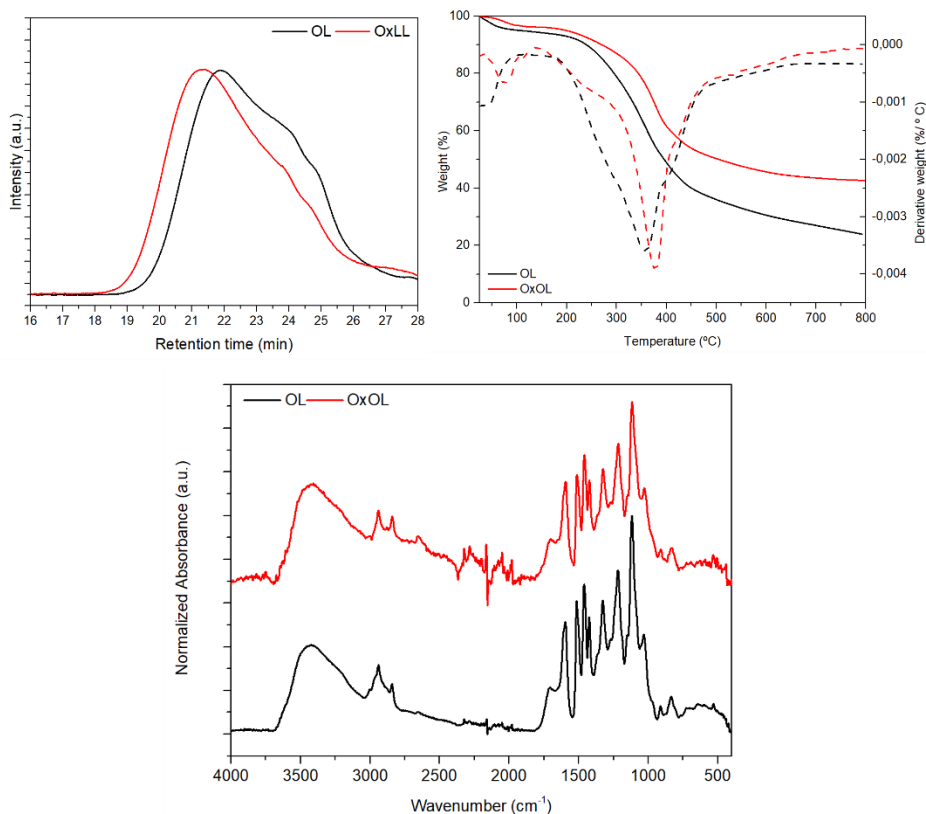 OL OxLL
Intensity (a.u.)
16 17 18 19 20 21 22 23 24 25 26 27 28
Retention time (min)
100
80
60
40
20
0
Weight (%)
0,000
-0,001
-0,002
-0,003
-0,004
Derivative weight (%/ º C)
OL
OxOL
100 200 300 400 500 600 700 800
Temperature (ºC)
OL OxOL
Normalized Absorbance (a.u.)
4000 3500 3000 2500 2000 1500 1000 500
Wavenumber (cm⁻¹)